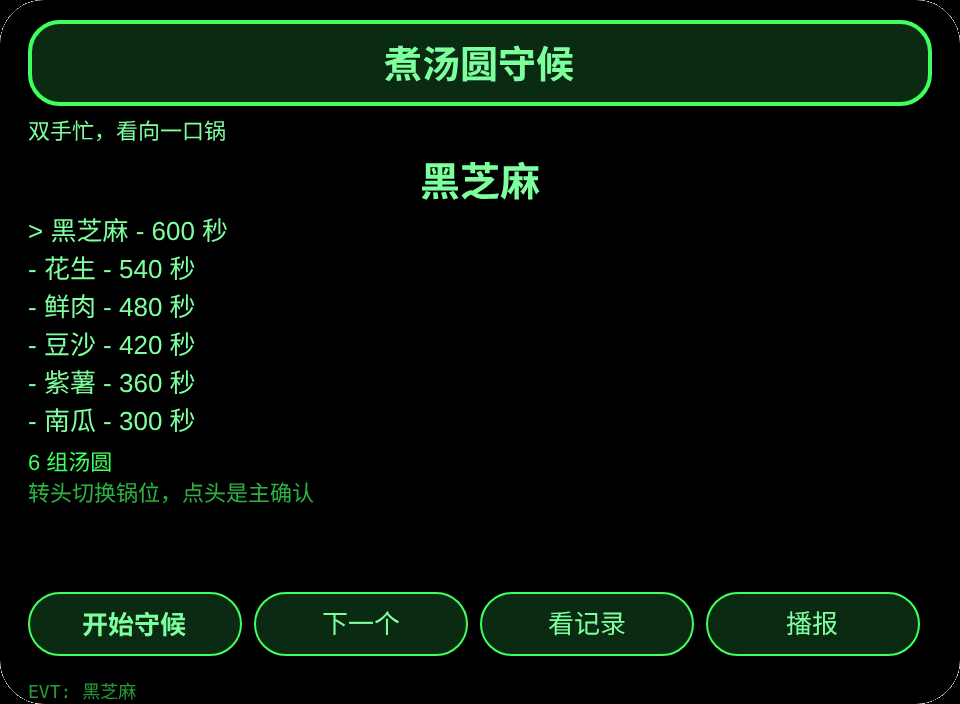 煮汤圆守候
双手忙，看向一口锅
黑芝麻
> 黑芝麻 - 600 秒
- 花生 - 540 秒
- 鲜肉 - 480 秒
- 豆沙 - 420 秒
- 紫薯 - 360 秒
- 南瓜 - 300 秒
6 组汤圆
转头切换锅位，点头是主确认
开始守候
下一个
看记录
播报
EVT: 黑芝麻